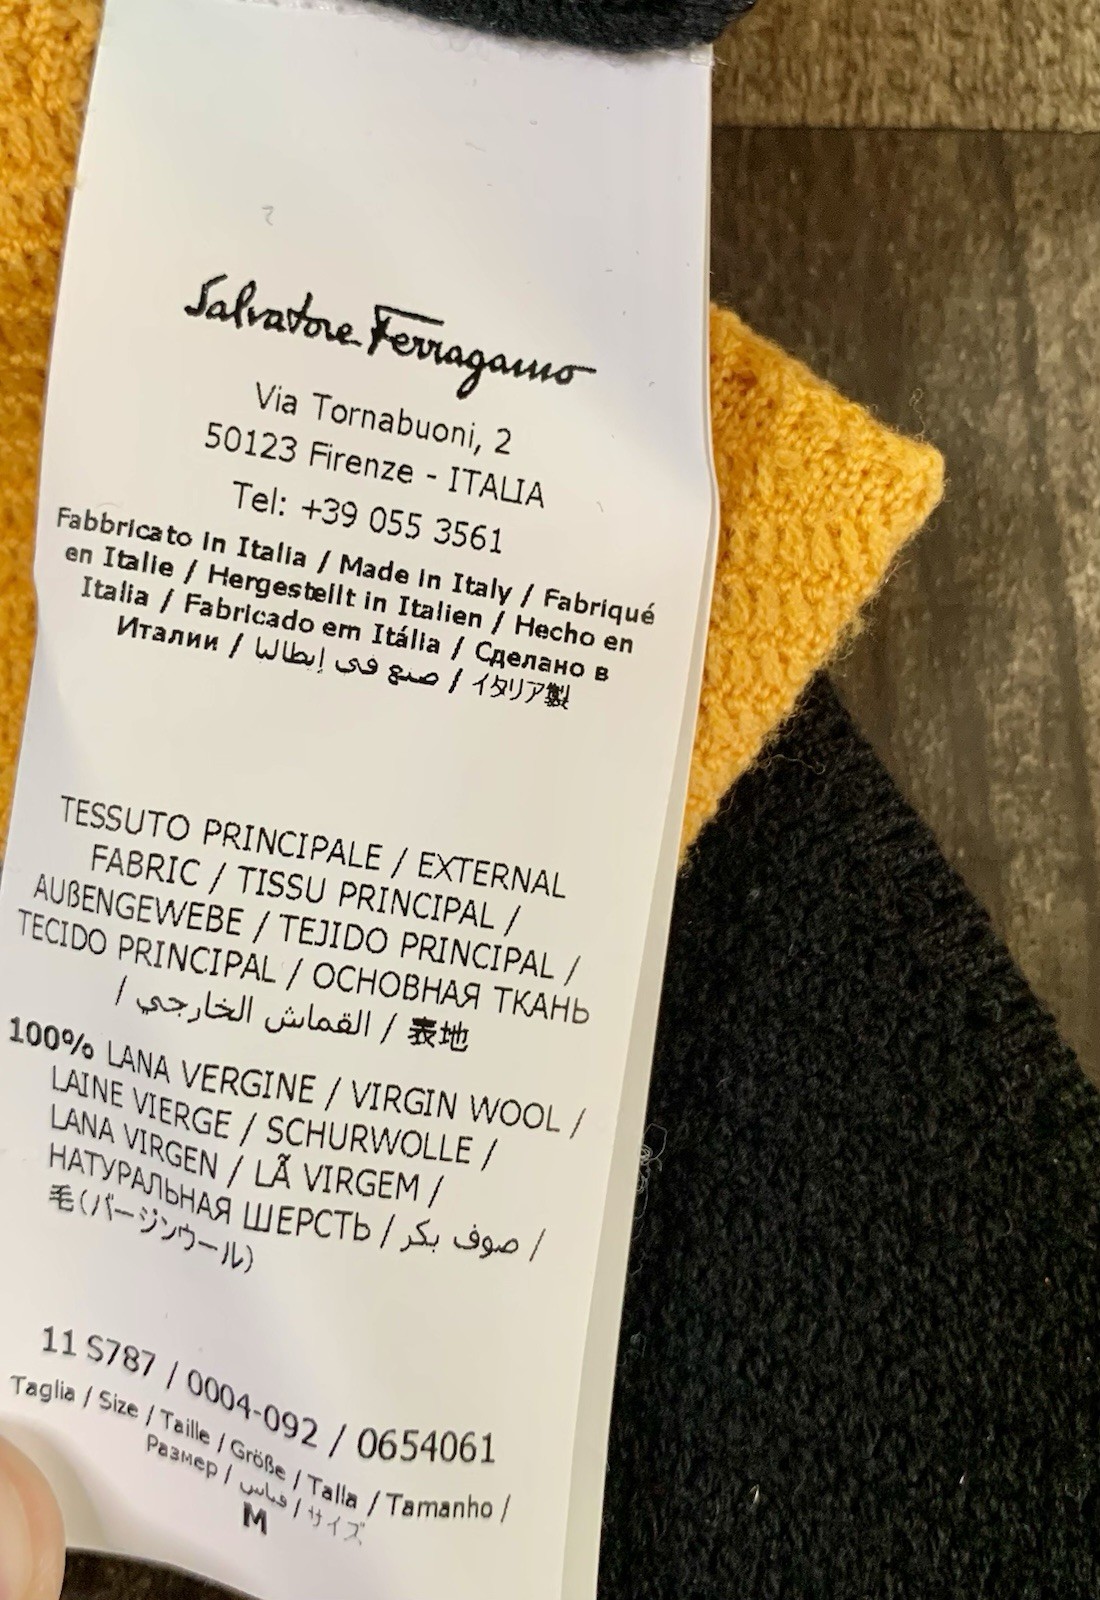 Salvatore Ferragamo
Via Tornabuoni, 2
50123 Firenze - ITALIA
Tel: +39 055 3561
Fabbricato in Italia / Made in Italy / Fabriqué
en Italie / Hergestellt in Italien / Hecho en
Italia / Fabricado em Itália / Сделано в
Италии / صنع في إيطاليا / イタリア製
TESSUTO PRINCIPALE / EXTERNAL
FABRIC / TISSU PRINCIPAL /
AUßENGEWEBE / TEJIDO PRINCIPAL /
TECIDO PRINCIPAL / ОСНОВНАЯ ТКАНЬ
/ القماش الخارجي / 表地
100% LANA VERGINE / VIRGIN WOOL /
LAINE VIERGE / SCHURWOLLE /
LANA VIRGEN / LÃ VIRGEM /
НАТУРАЛЬНАЯ ШЕРСТЬ / صوف بكر /
毛(バージンウール)
11 S787 / 0004-092 / 0654061
Taglia / Size / Taille / Größe / Talla / Tamanho /
Размер / قياس / サイズ
M